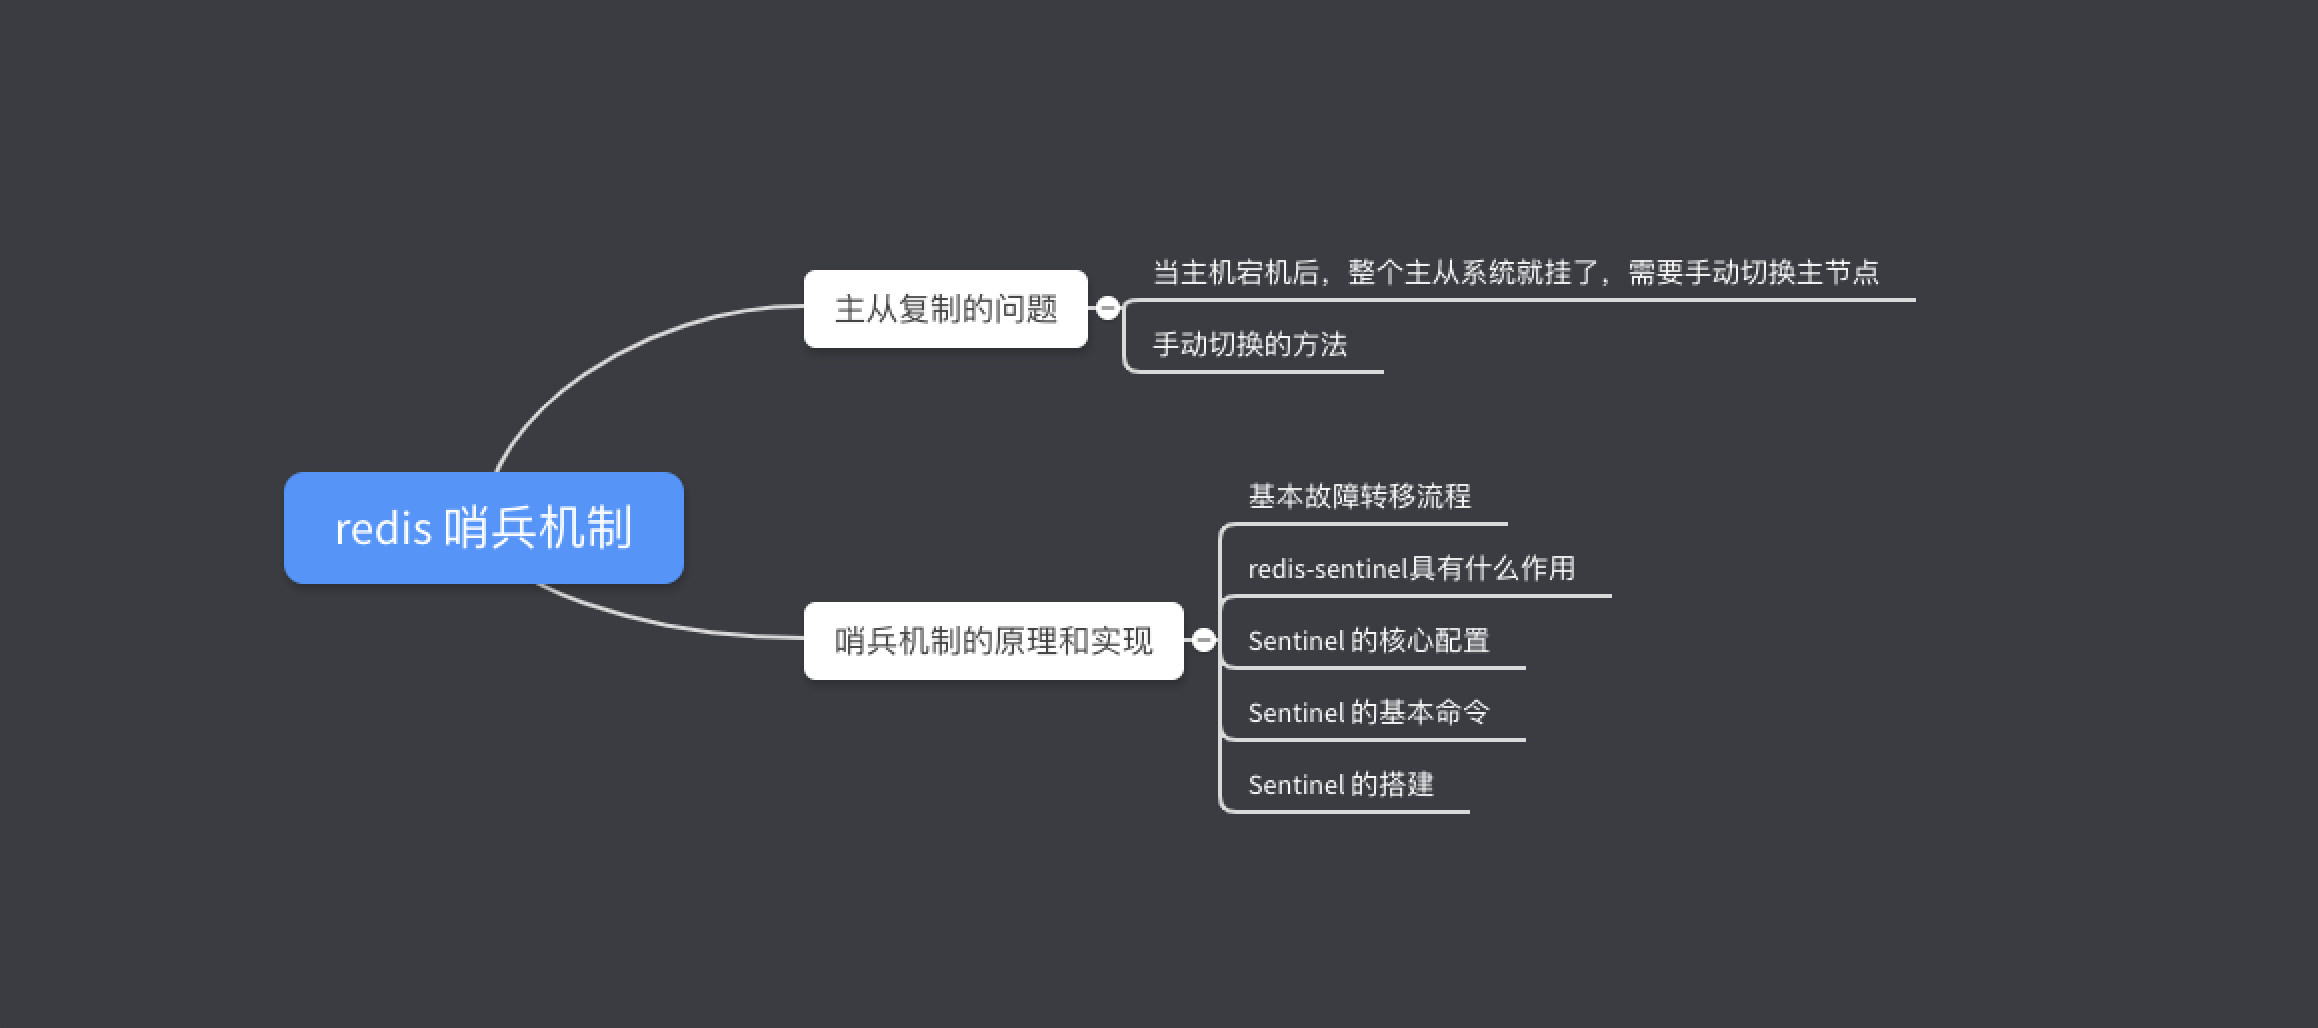 redis 哨兵机制
主从复制的问题
当主机宕机后，整个主从系统就挂了，需要手动切换主节点
手动切换的方法
哨兵机制的原理和实现
基本故障转移流程
redis-sentinel具有什么作用
Sentinel 的核心配置
Sentinel 的基本命令
Sentinel 的搭建